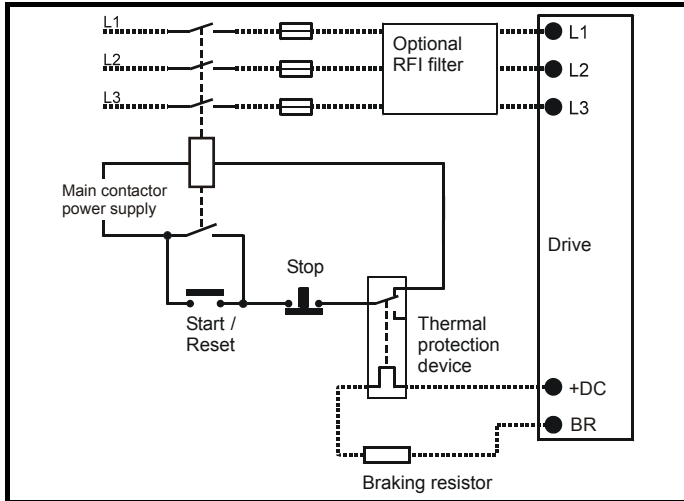 L1
L2
L3
Optional
RFI filter
L1
L2
L3
Main contactor
power supply
Drive
Stop
Start /
Reset
Thermal
protection
device
+DC
BR
Braking resistor